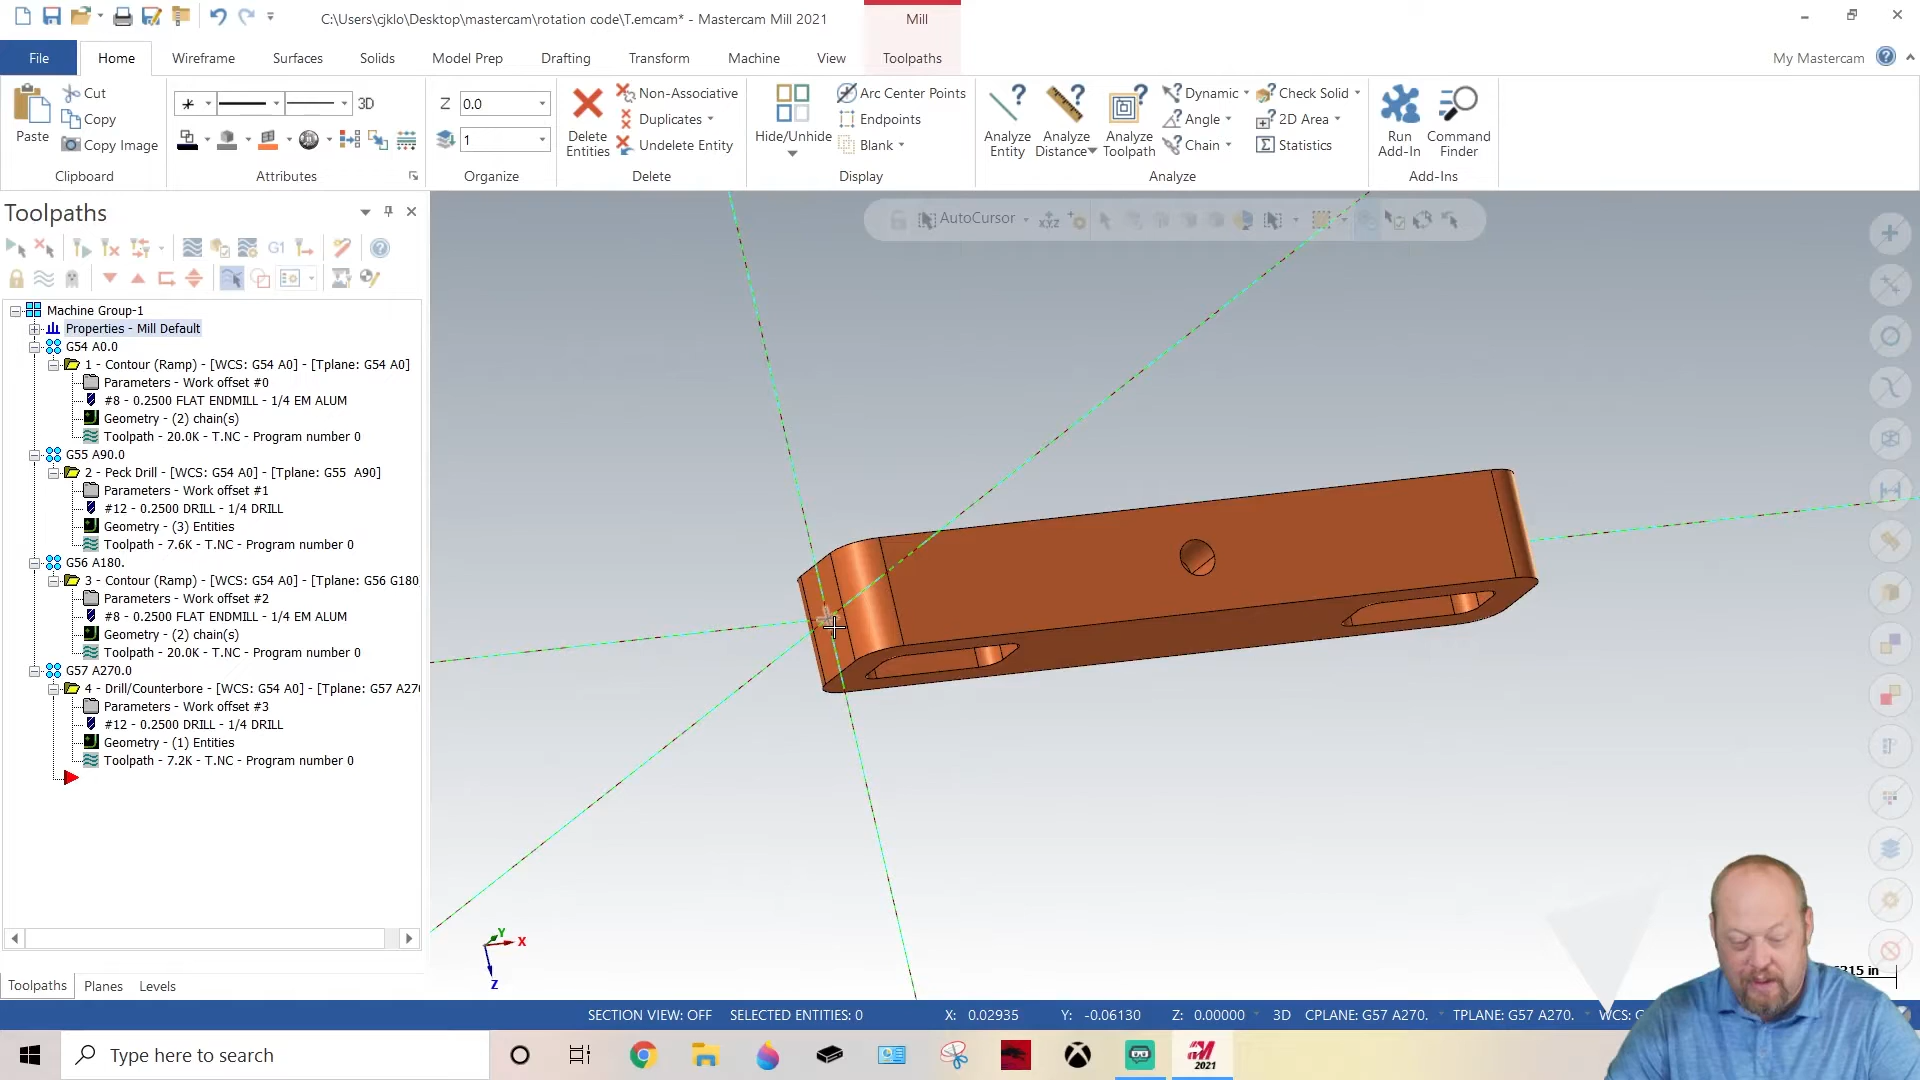 C:\Users\cjklo\Desktop\mastercam\rotation code\T.emcam* - Mastercam Mill 2021
Mill
File
Home
Wireframe
Surfaces
Solids
Model Prep
Drafting
Transform
Machine
View
Toolpaths
My Mastercam
Paste
Cut
Copy
Copy Image
Clipboard
3D
Attributes
Z 0.0
1
Organize
Delete Entities
Non-Associative
Duplicates
Undelete Entity
Delete
Hide/Unhide
Arc Center Points
Endpoints
Blank
Display
Analyze Entity
Analyze Distance
Analyze Toolpath
Dynamic
Angle
Chain
Check Solid
2D Area
Statistics
Analyze
Run Add-In
Command Finder
Add-Ins
Toolpaths
G1
AutoCursor
XYZ
Machine Group-1
Properties - Mill Default
G54 A0.0
1 - Contour (Ramp) - [WCS: G54 A0] - [Tplane: G54 A0]
Parameters - Work offset #0
#8 - 0.2500 FLAT ENDMILL - 1/4 EM ALUM
Geometry - (2) chain(s)
Toolpath - 20.0K - T.NC - Program number 0
G55 A90.0
2 - Peck Drill - [WCS: G54 A0] - [Tplane: G55  A90]
Parameters - Work offset #1
#12 - 0.2500 DRILL - 1/4 DRILL
Geometry - (3) Entities
Toolpath - 7.6K - T.NC - Program number 0
G56 A180.
3 - Contour (Ramp) - [WCS: G54 A0] - [Tplane: G56 G180
Parameters - Work offset #2
#8 - 0.2500 FLAT ENDMILL - 1/4 EM ALUM
Geometry - (2) chain(s)
Toolpath - 20.0K - T.NC - Program number 0
G57 A270.0
4 - Drill/Counterbore - [WCS: G54 A0] - [Tplane: G57 A27
Parameters - Work offset #3
#12 - 0.2500 DRILL - 1/4 DRILL
Geometry - (1) Entities
Toolpath - 7.2K - T.NC - Program number 0
Y
X
Z
315 in
Toolpaths
Planes
Levels
SECTION VIEW: OFF
SELECTED ENTITIES: 0
X: 0.02935
Y: -0.06130
Z: 0.00000
3D
CPLANE: G57 A270.
TPLANE: G57 A270.
WCS: G
Type here to search
2021